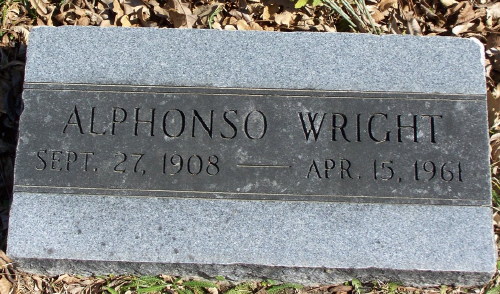 ALPHONSO WRIGHT
SEPT. 27, 1908 — APR. 15, 1961